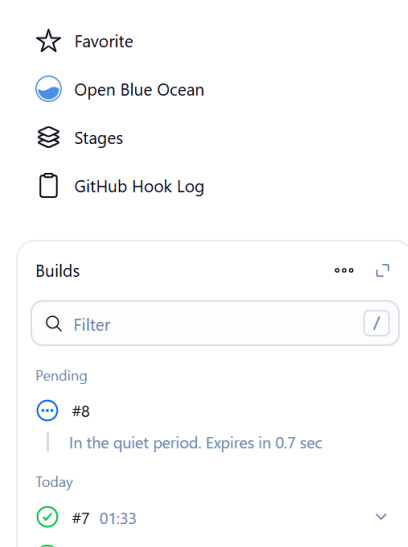 Favorite
Open Blue Ocean
Stages
GitHub Hook Log
Builds
Filter /
Pending
#8
In the quiet period. Expires in 0.7 sec
Today
#7 01:33